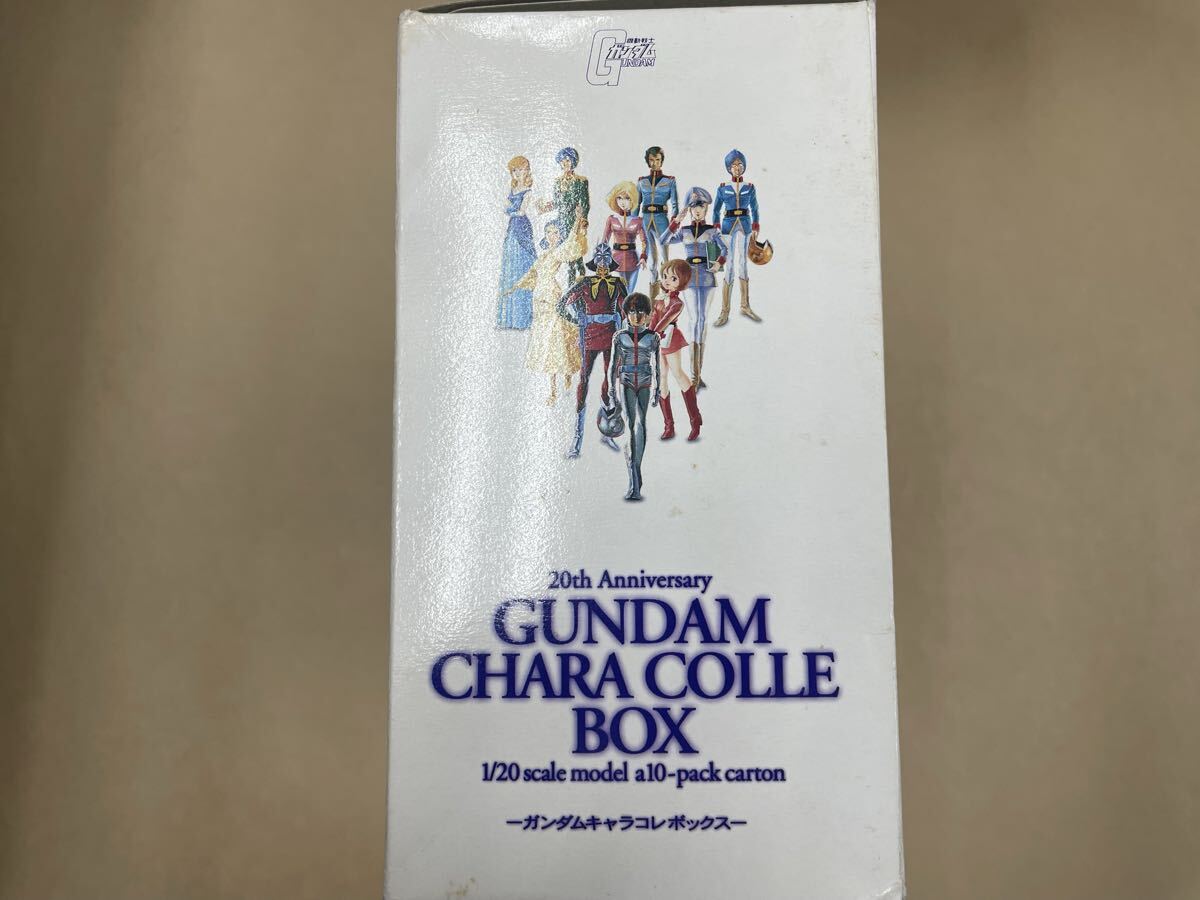 機動戦士
ガンダム
GUNDAM
20th Anniversary
GUNDAM
CHARA COLLE
BOX
1/20 scale model a10-pack carton
ーガンダムキャラコレボックスー